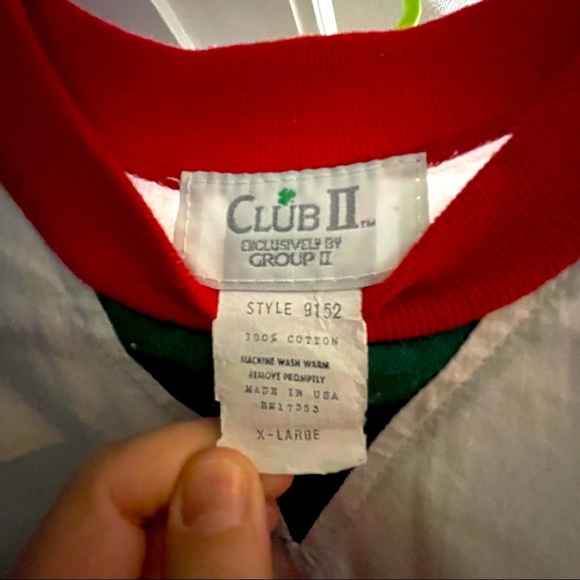 CLUB II™
EXCLUSIVELY BY
GROUP II
STYLE 9152
100% COTTON
MACHINE WASH WARM
REMOVE PROMPTLY
MADE IN USA
RN17353
X-LARGE